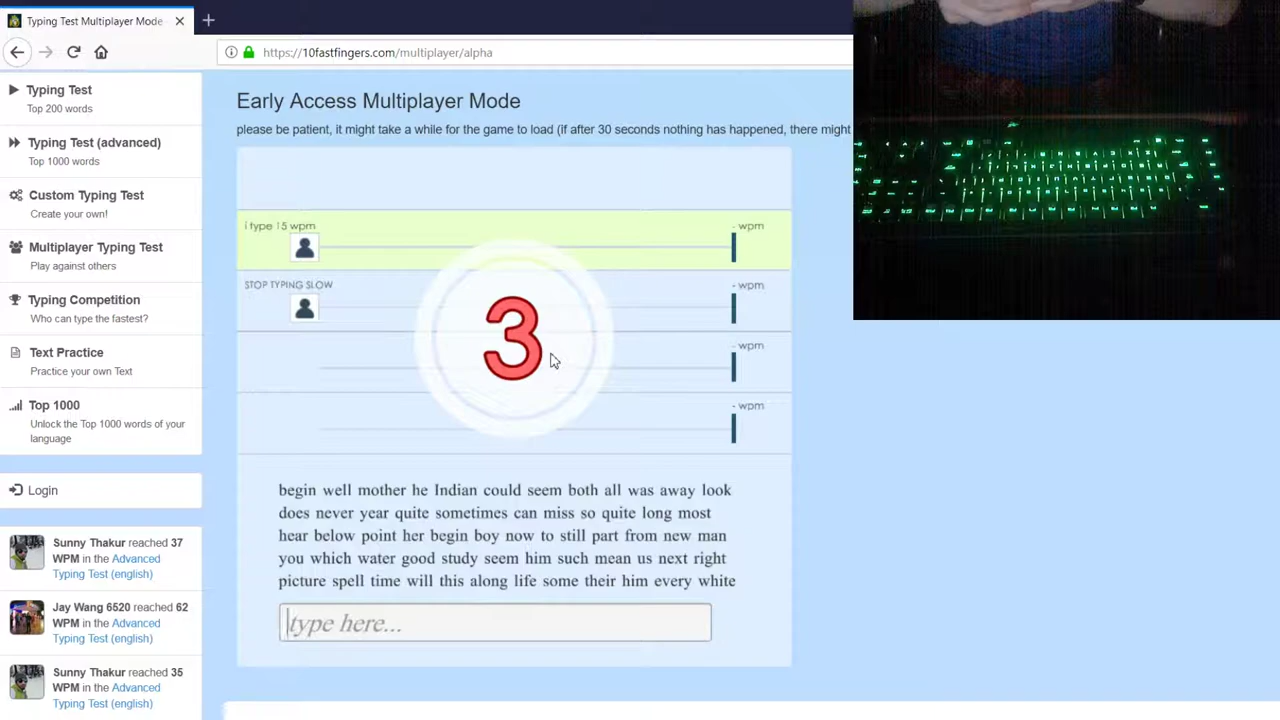 Typing Test Multiplayer Mode
https://10fastfingers.com/multiplayer/alpha
Typing Test
Top 200 words
Typing Test (advanced)
Top 1000 words
Custom Typing Test
Create your own!
Multiplayer Typing Test
Play against others
Typing Competition
Who can type the fastest?
Text Practice
Practice your own Text
Top 1000
Unlock the Top 1000 words of your
language
Login
Sunny Thakur reached 37
WPM in the Advanced
Typing Test (english)
Jay Wang 6520 reached 62
WPM in the Advanced
Typing Test (english)
Sunny Thakur reached 35
WPM in the Advanced
Typing Test (english)
Early Access Multiplayer Mode
please be patient, it might take a while for the game to load (if after 30 seconds nothing has happened, there might
i type 15 wpm
- wpm
STOP TYPING SLOW
- wpm
- wpm
- wpm
3
begin well mother he Indian could seem both all was away look
does never year quite sometimes can miss so quite long most
hear below point her begin boy now to still part from new man
you which water good study seem him such mean us next right
picture spell time will this along life some their him every white
type here...